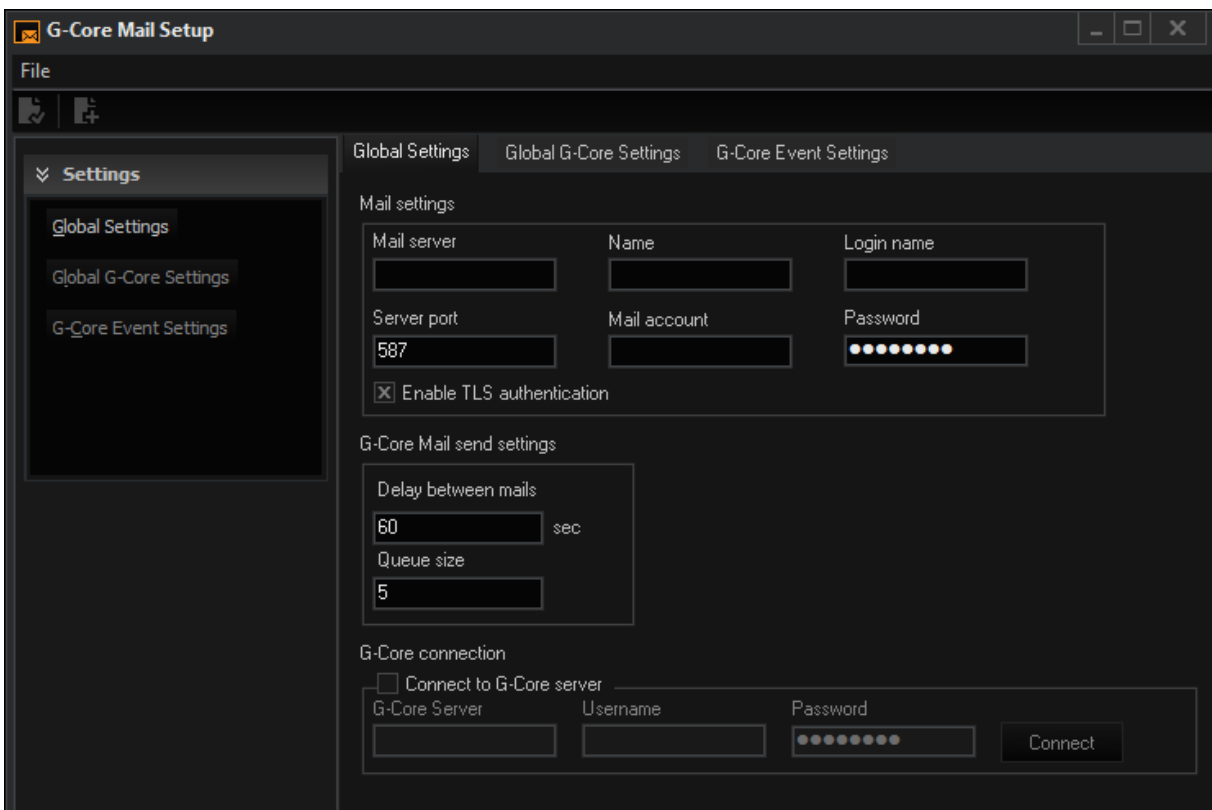 G-Core Mail Setup
File
Settings
Global Settings
Global G-Core Settings
G-Core Event Settings
Global Settings Global G-Core Settings G-Core Event Settings
Mail settings
Mail server Name Login name
Server port Mail account Password
587 ●●●●●●●●
Enable TLS authentication
G-Core Mail send settings
Delay between mails
60 sec
Queue size
5
G-Core connection
Connect to G-Core server
G-Core Server Username Password
●●●●●●●● Connect